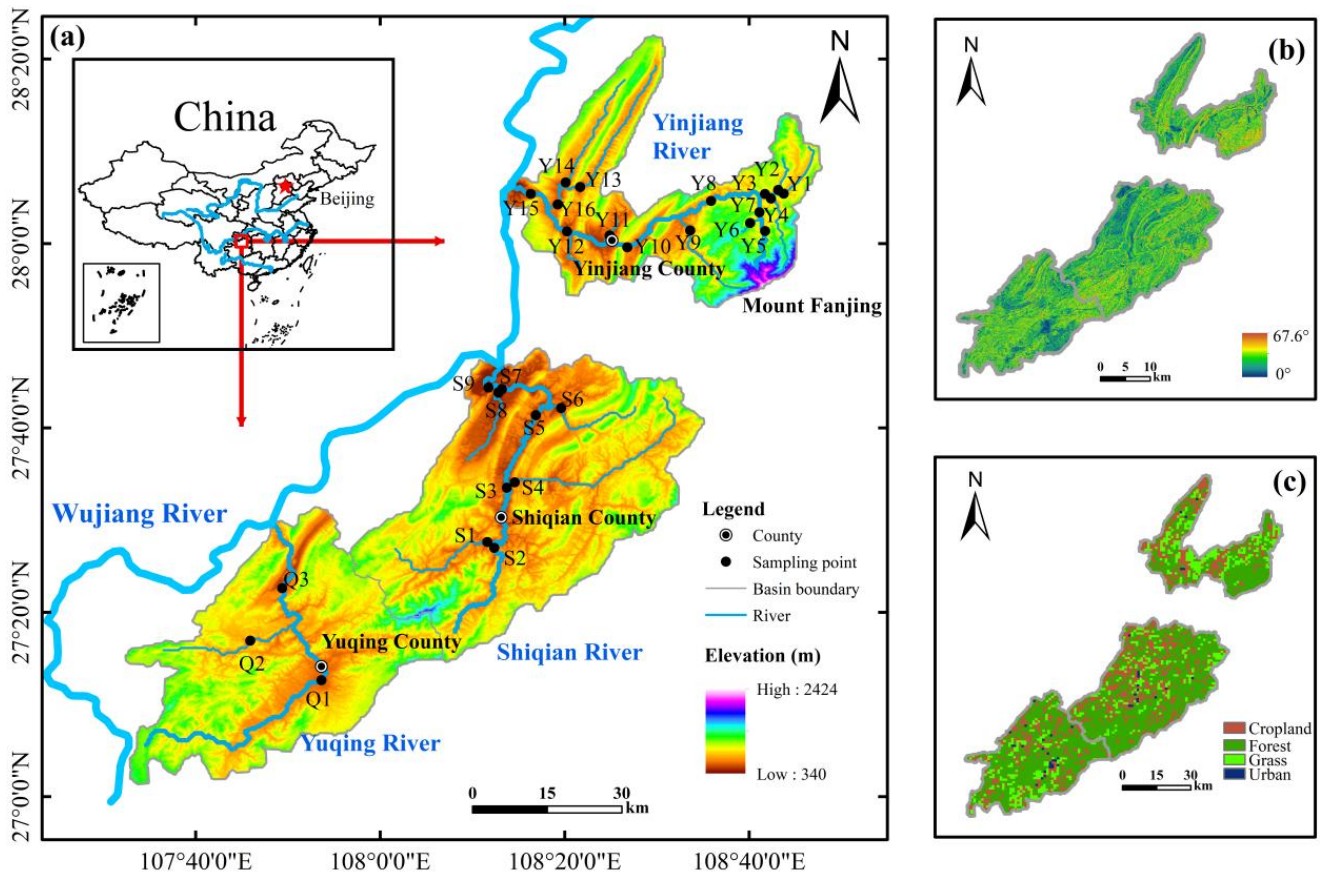 (a)
China
Beijing
N
28°20'0"N
28°0'0"N
27°40'0"N
27°20'0"N
27°0'0"N
107°40'0"E
108°0'0"E
108°20'0"E
108°40'0"E
Yinjiang
River
Y14
Y13
Y15
Y16
Y11
Y12
Y10
Y8
Y9
Y3
Y2
Y1
Y7
Y4
Y6
Y5
Yinjiang County
Mount Fanjing
S9
S7
S8
S6
S5
S3
S4
Shiqian County
S1
S2
Wujiang River
Q3
Yuqing County
Q2
Q1
Shiqian River
Yuqing River
Legend
County
Sampling point
Basin boundary
River
Elevation (m)
High : 2424
Low : 340
0 15 30
km
(b)
N
67.6°
0°
0 5 10
km
(c)
N
Cropland
Forest
Grass
Urban
0 15 30
km